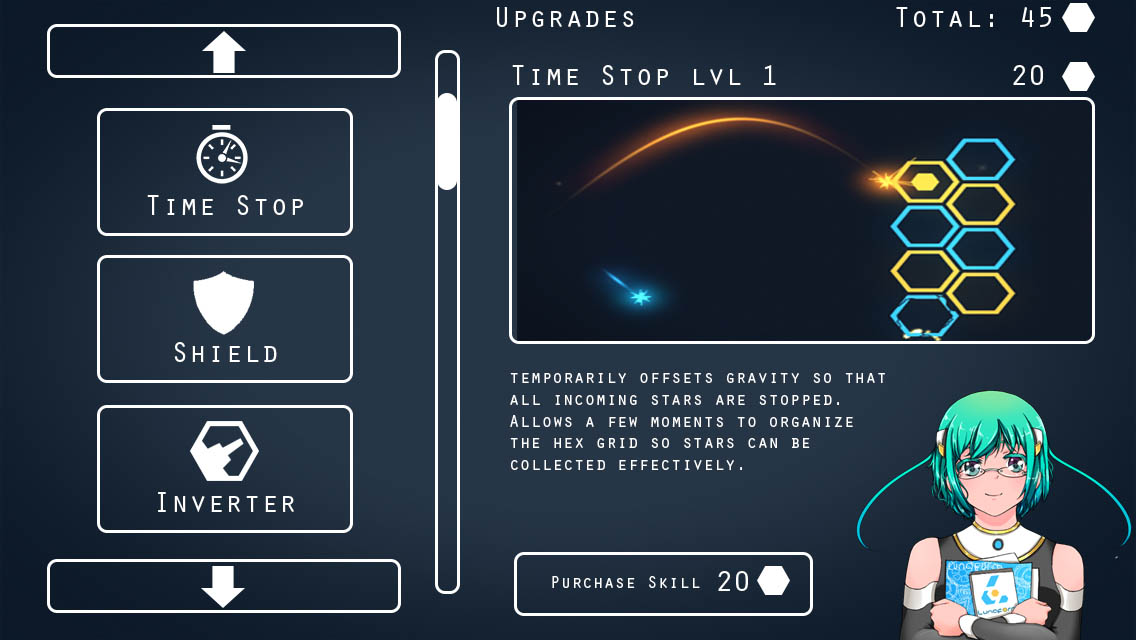 Upgrades
Total: 45
Time Stop lvl 1
20
Time Stop
Shield
Inverter
Temporarily offsets gravity so that
all incoming stars are stopped.
Allows a few moments to organize
the hex grid so stars can be
collected effectively.
Purchase Skill 20